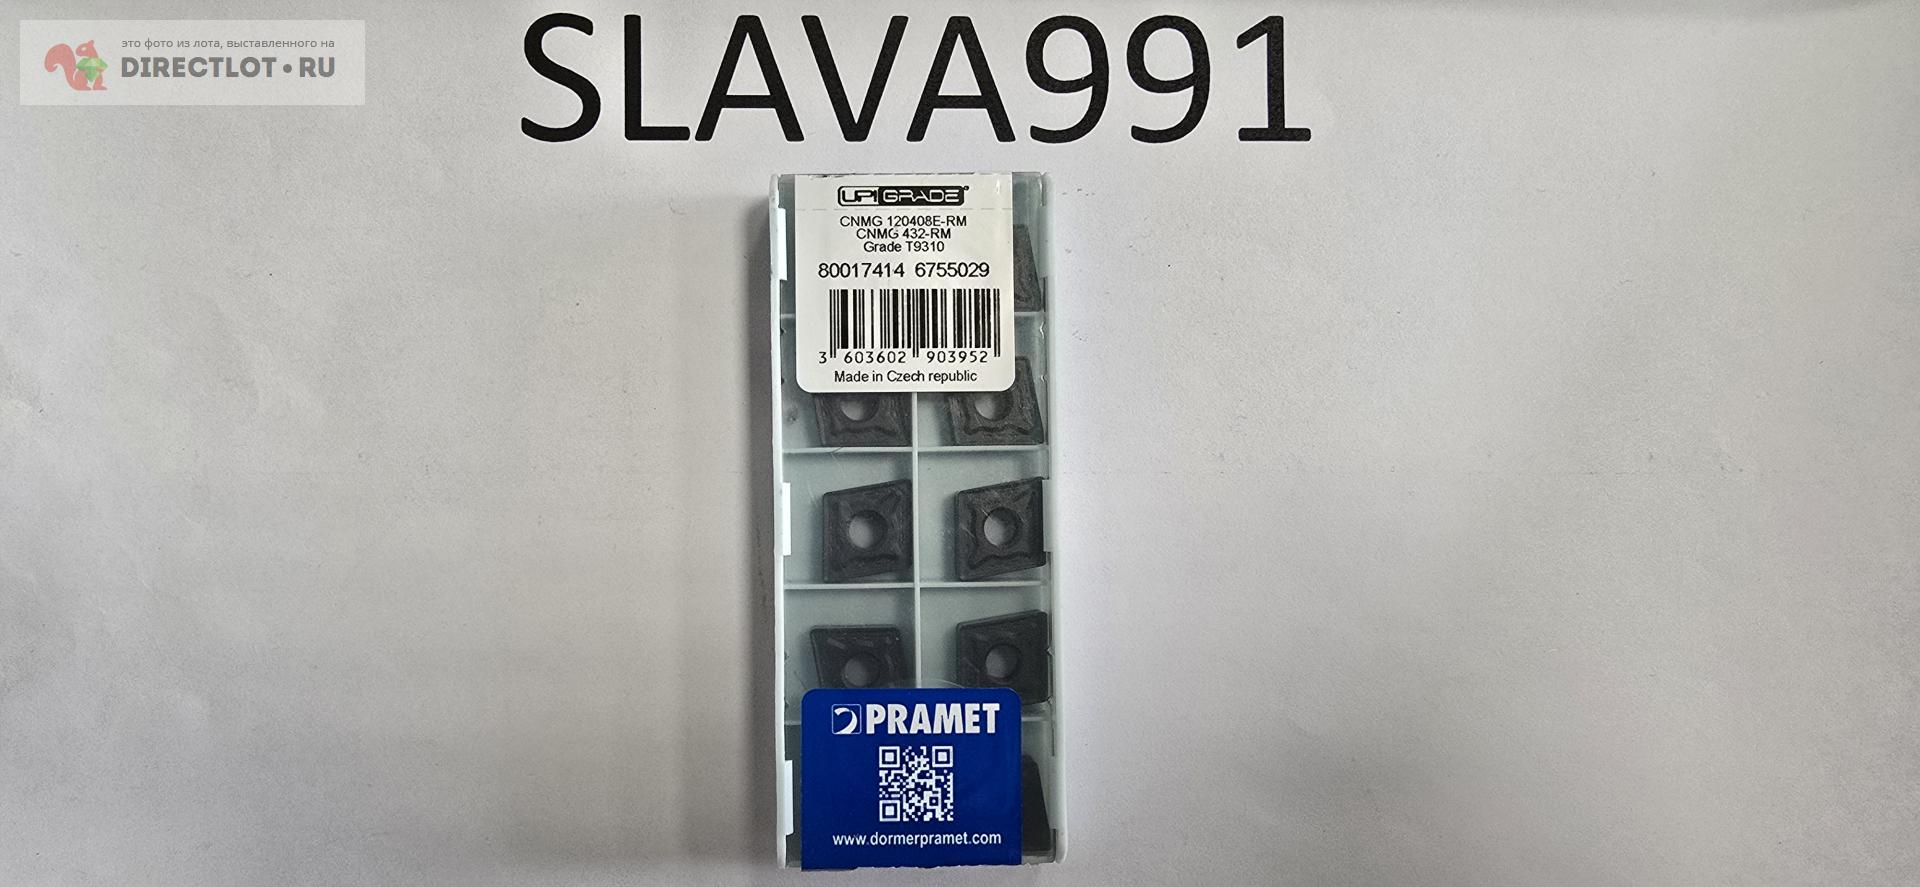 это фото из лота, выставленного на
DIRECTLOT•RU
SLAVA991
UP!GRADE®
CNMG 120408E-RM
CNMG 432-RM
Grade T9310
80017414 6755029
3 603602 903952
Made in Czech republic
PRAMET
www.dormerpramet.com